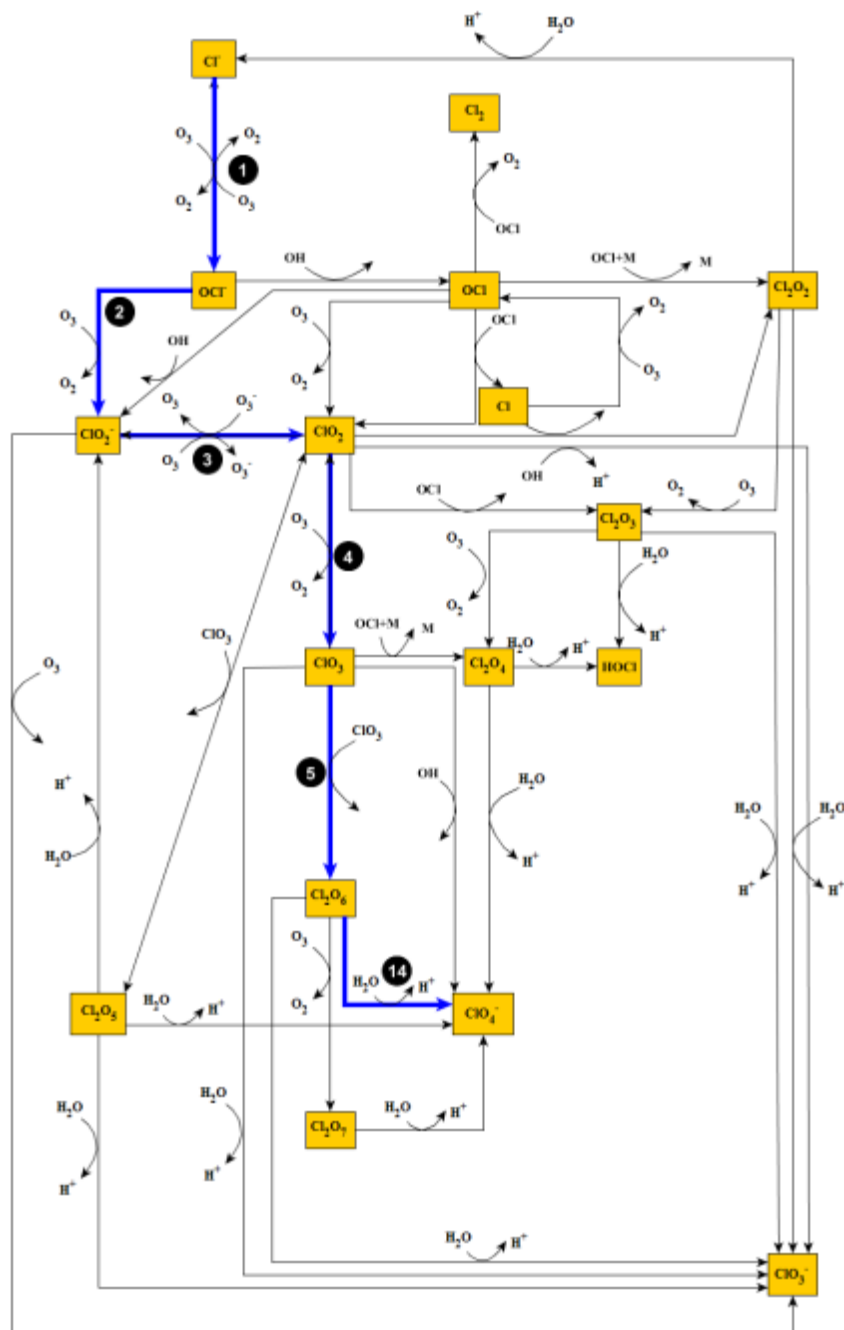 H⁺ H₂O
Cl⁻
Cl₂
O₃ O₂
1
O₂ O₃
O₂
OCl
OH
OCl+M M
OCl⁻
OCl
Cl₂O₂
2
O₃
OH
O₂
O₃
O₂
OCl
O₂
O₃
Cl
O₃ O₃⁻
ClO₂⁻
ClO₂
3
O₃ O₃⁻
OH H⁺
OCl
O₂ O₃
Cl₂O₃
O₃
4
O₂
O₃
O₂
H₂O
H⁺
ClO₃
OCl+M M
H₂O H⁺
ClO₃
Cl₂O₄
HOCl
O₃
ClO₃
5
OH
H₂O
H⁺
H⁺
H₂O
H₂O
H⁺
H₂O
H⁺
Cl₂O₆
O₃
O₂
14
H₂O H⁺
Cl₂O₅
H₂O H⁺
ClO₄⁻
H₂O
H⁺
H₂O
H⁺
Cl₂O₇
H₂O H⁺
H₂O H⁺
ClO₃⁻